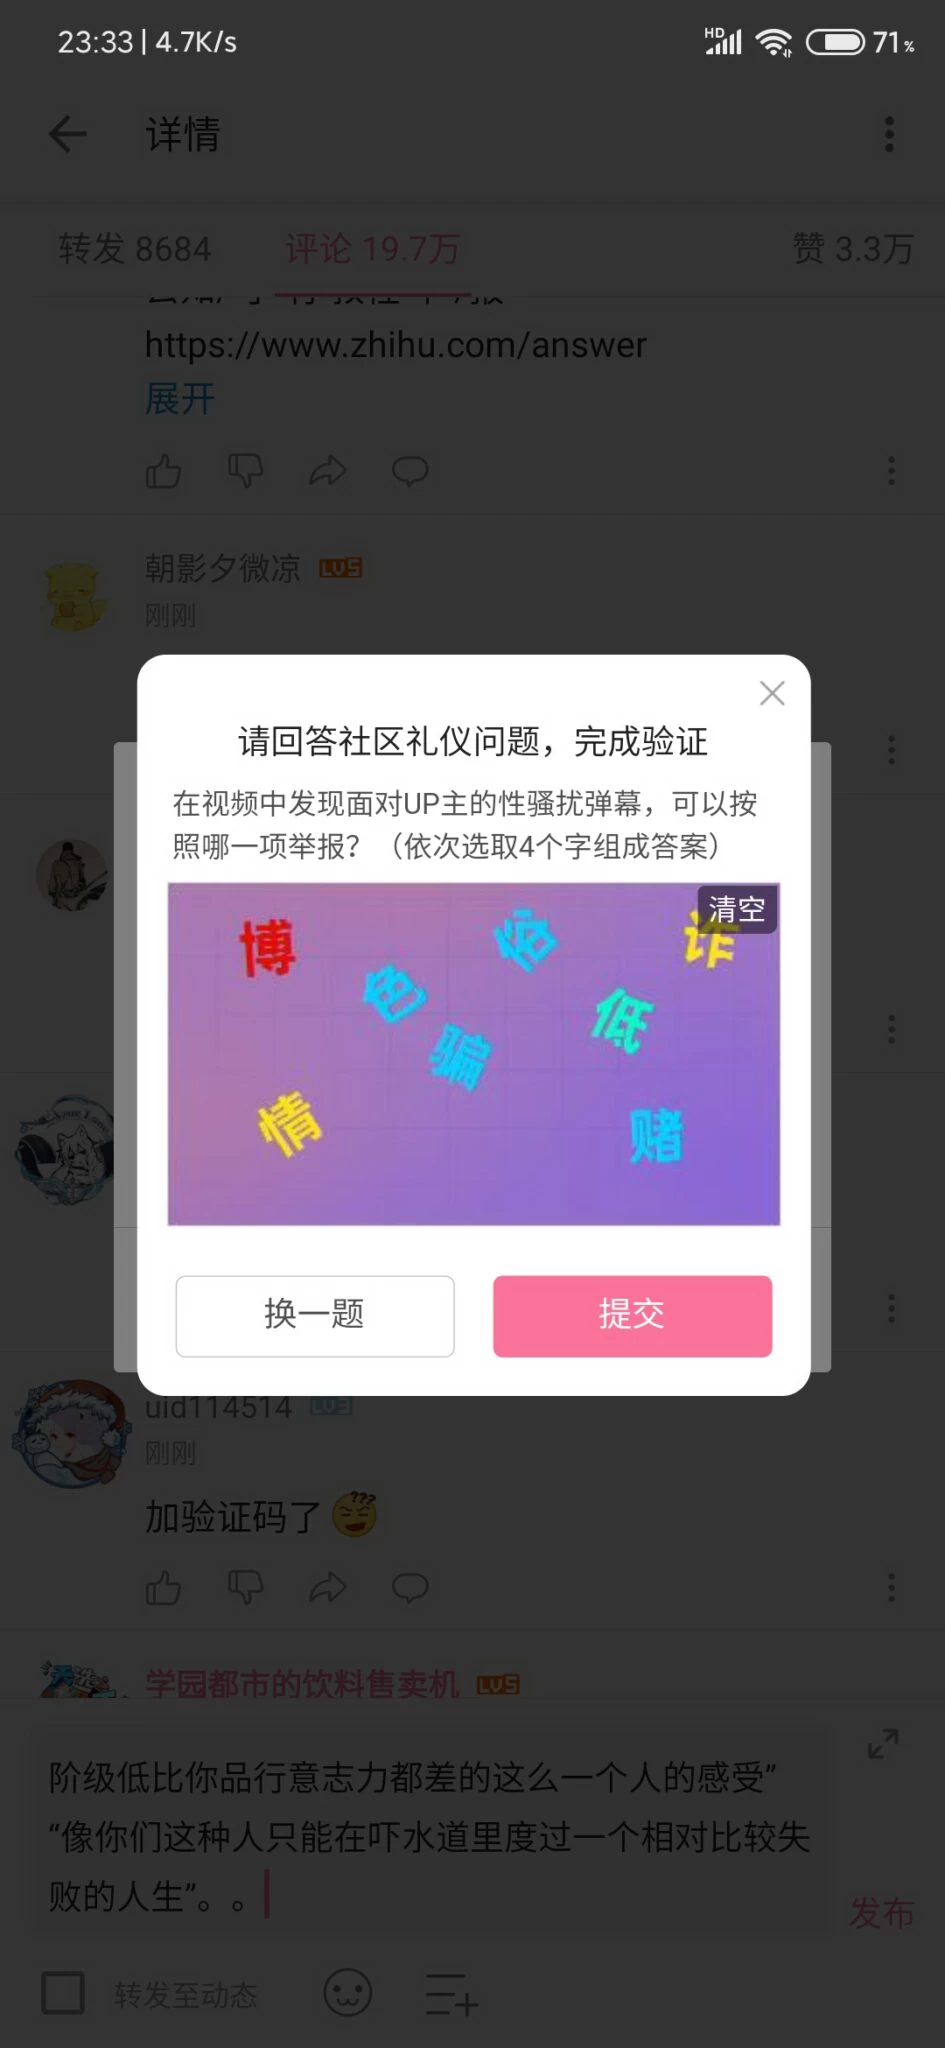 23:33 | 4.7K/s
HD
71%
详情
转发 8684
评论 19.7万
赞 3.3万
https://www.zhihu.com/answer
展开
朝影夕微凉 LV5
刚刚
请回答社区礼仪问题，完成验证
在视频中发现面对UP主的性骚扰弹幕，可以按
照哪一项举报？（依次选取4个字组成答案）
清空
博
俗
诈
色
低
骗
情
赌
换一题
提交
uid114514 LV3
刚刚
加验证码了
???
学园都市的饮料售卖机 LV5
阶级低比你品行意志力都差的这么一个人的感受”
“像你们这种人只能在吓水道里度过一个相对比较失
败的人生”。。
发布
转发至动态